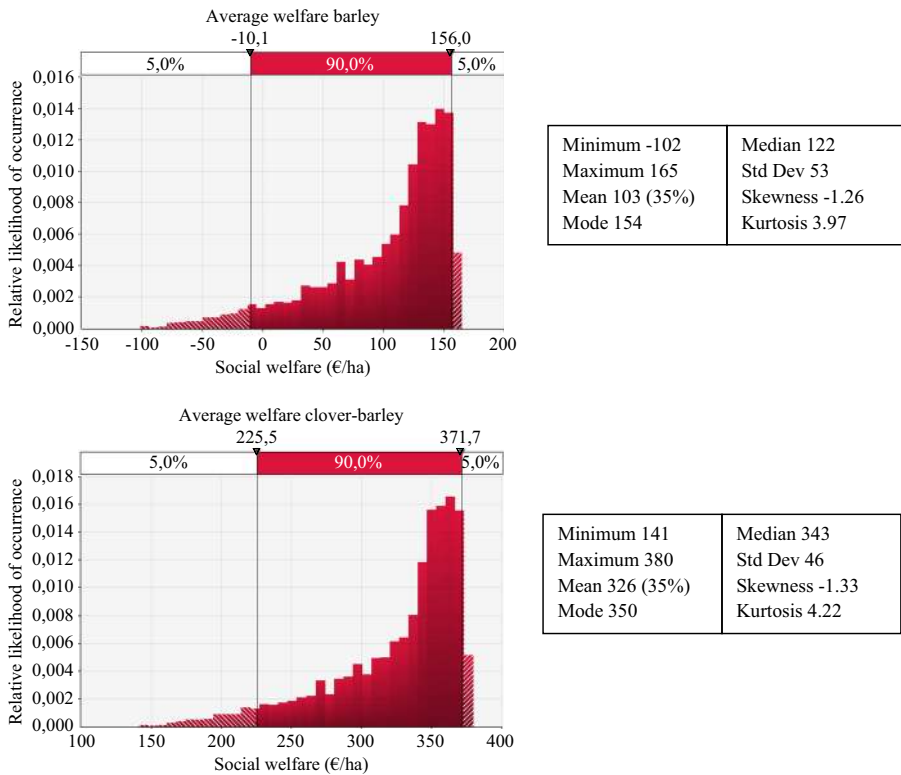 Average welfare barley
-10,1 156,0
5,0% 90,0% 5,0%
0,016
0,014
0,012
0,010
0,008
0,006
0,004
0,002
0,000
Relative likelihood of occurrence
-150 -100 -50 0 50 100 150 200
Social welfare (€/ha)
Minimum -102 Median 122
Maximum 165 Std Dev 53
Mean 103 (35%) Skewness -1.26
Mode 154 Kurtosis 3.97
Average welfare clover-barley
225,5 371,7
5,0% 90,0% 5,0%
0,018
0,016
0,014
0,012
0,010
0,008
0,006
0,004
0,002
0,000
Relative likelihood of occurrence
100 150 200 250 300 350 400
Social welfare (€/ha)
Minimum 141 Median 343
Maximum 380 Std Dev 46
Mean 326 (35%) Skewness -1.33
Mode 350 Kurtosis 4.22